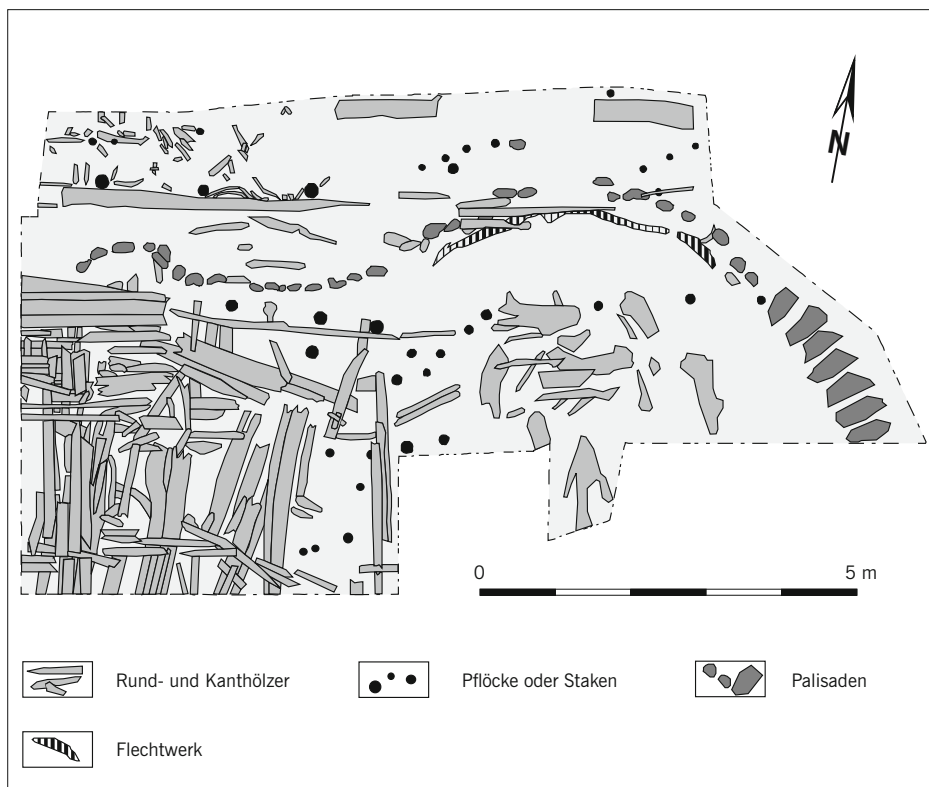 N
0 5 m
Rund- und Kanthölzer Pflöcke oder Staken Palisaden
Flechtwerk